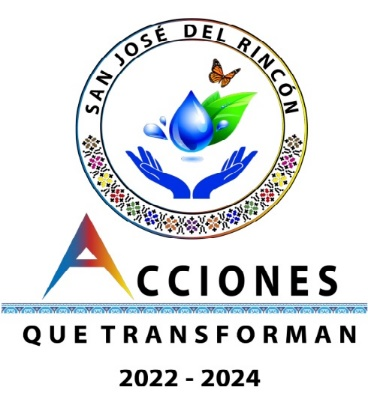 SAN JOSÉ DEL RINCÓN
ACCIONES
QUE TRANSFORMAN
2022 - 2024